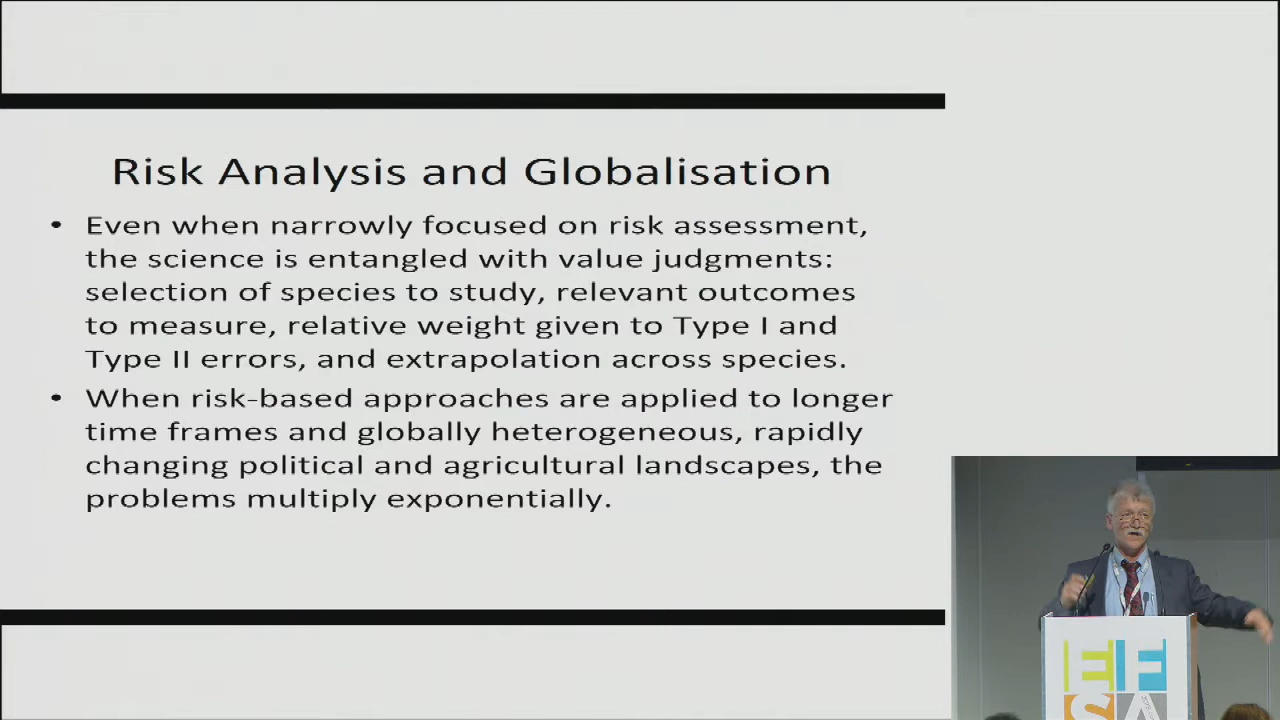 Risk Analysis and Globalisation
• Even when narrowly focused on risk assessment,
the science is entangled with value judgments:
selection of species to study, relevant outcomes
to measure, relative weight given to Type I and
Type II errors, and extrapolation across species.
• When risk-based approaches are applied to longer
time frames and globally heterogeneous, rapidly
changing political and agricultural landscapes, the
problems multiply exponentially.
EF
SA